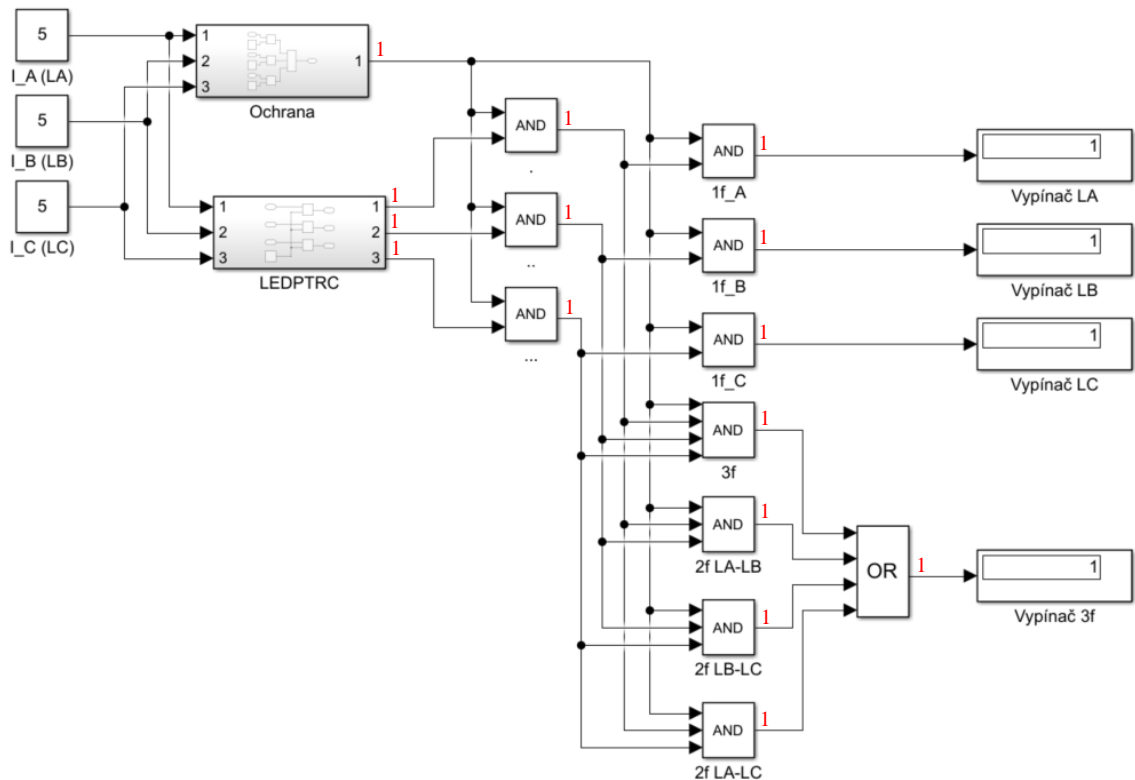 5
I_A (LA)
5
I_B (LB)
5
I_C (LC)
1
2
3
1
Ochrana
1
1
2
3
1
2
3
LEDPTRC
1
1
1
AND
.
1
AND
..
1
AND
...
1
AND
1f_A
1
AND
1f_B
1
AND
1f_C
1
AND
3f
1
AND
2f LA-LB
1
AND
2f LB-LC
1
AND
2f LA-LC
1
OR
1
1
Vypínač LA
1
Vypínač LB
1
Vypínač LC
1
Vypínač 3f